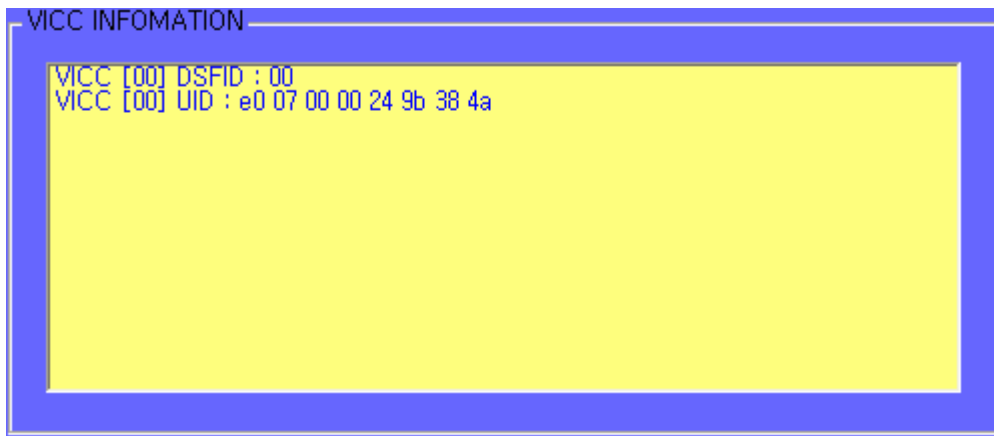 VICC INFOMATION
VICC [00] DSFID : 00
VICC [00] UID : e0 07 00 00 24 9b 38 4a